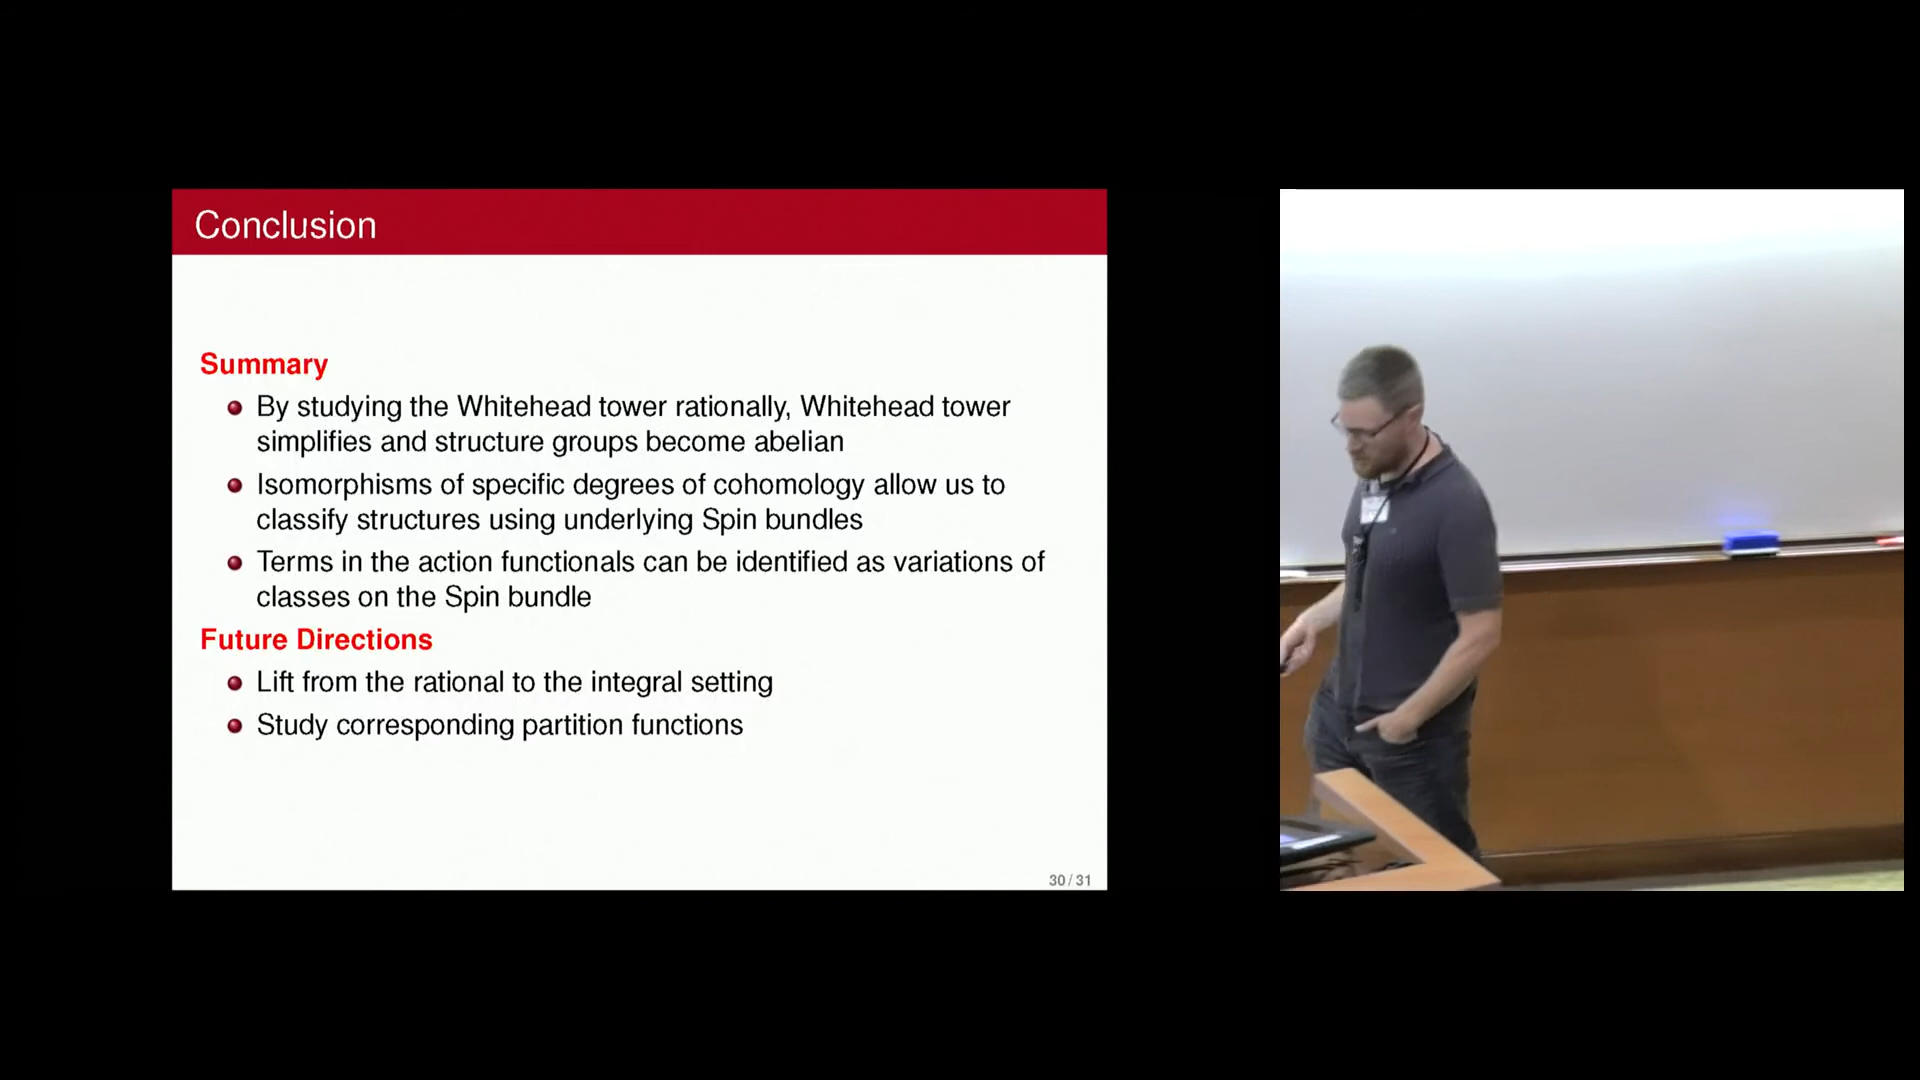 Conclusion
Summary
By studying the Whitehead tower rationally, Whitehead tower
simplifies and structure groups become abelian
Isomorphisms of specific degrees of cohomology allow us to
classify structures using underlying Spin bundles
Terms in the action functionals can be identified as variations of
classes on the Spin bundle
Future Directions
Lift from the rational to the integral setting
Study corresponding partition functions
30 / 31